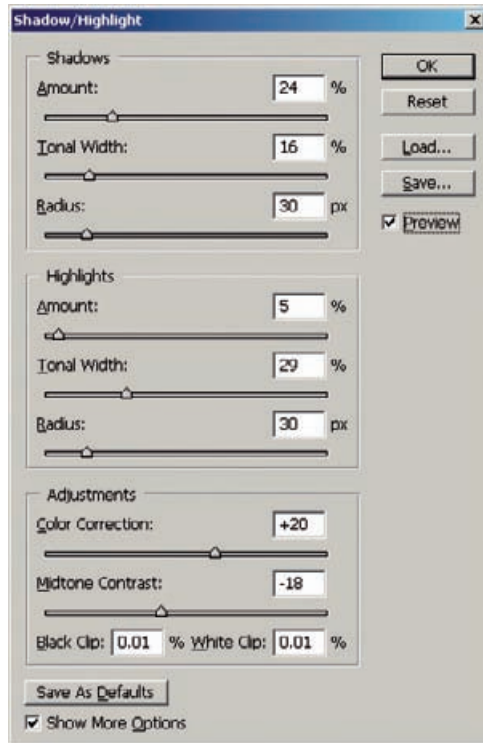 Shadow/Highlight
Shadows
Amount: 24 %
Tonal Width: 16 %
Radius: 30 px
Highlights
Amount: 5 %
Tonal Width: 29 %
Radius: 30 px
Adjustments
Color Correction: +20
Midtone Contrast: -18
Black Clip: 0.01 % White Clip: 0.01 %
Save As Defaults
Show More Options
OK
Reset
Load...
Save...
Preview